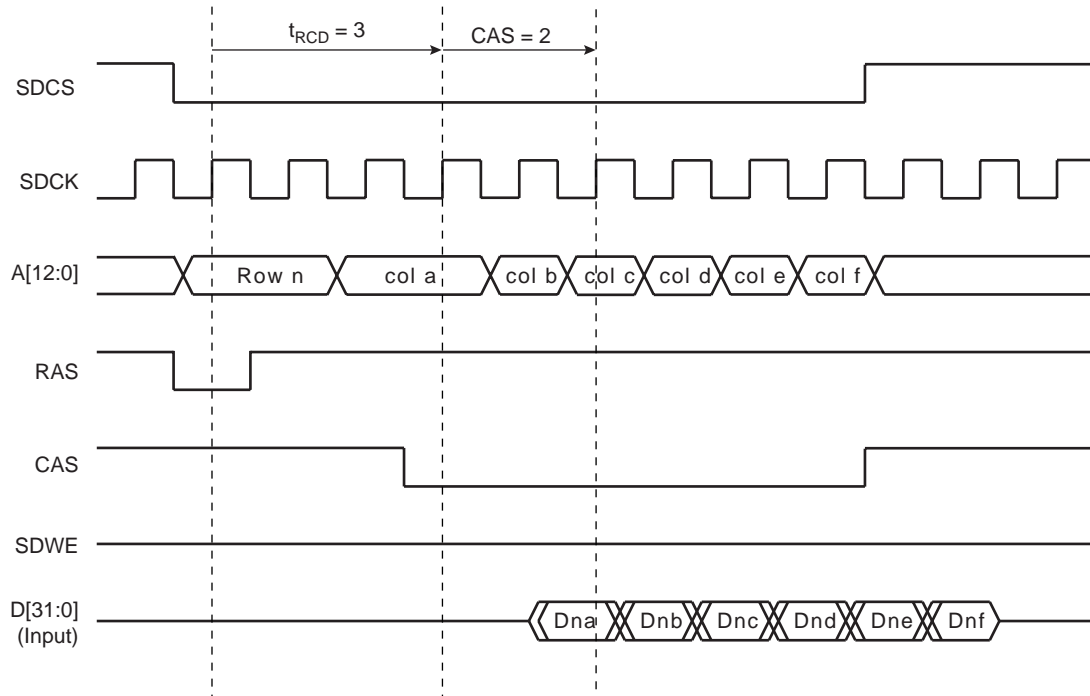 tRCD = 3
CAS = 2
SDCS
SDCK
A[12:0]
Row n
col a
col b
col c
col d
col e
col f
RAS
CAS
SDWE
D[31:0]
(Input)
Dna
Dnb
Dnc
Dnd
Dne
Dnf